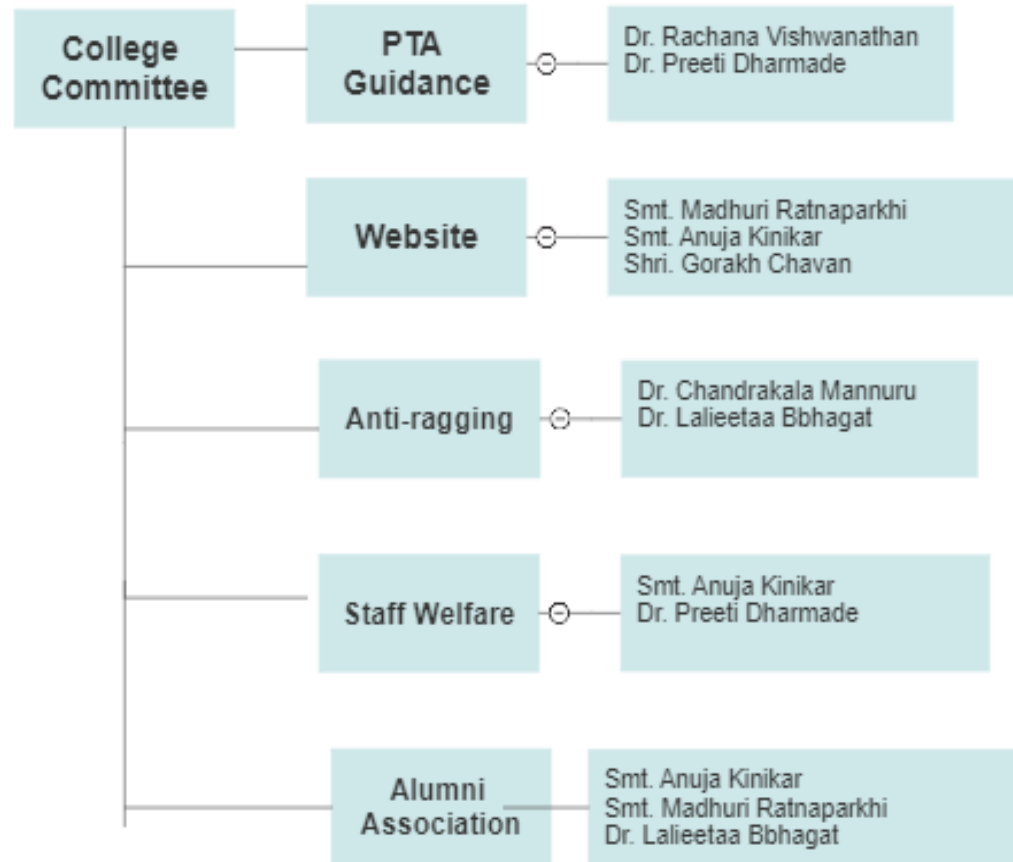 College
Committee
PTA
Guidance
Dr. Rachana Vishwanathan
Dr. Preeti Dharmade
Website
Smt. Madhuri Ratnaparkhi
Smt. Anuja Kinikar
Shri. Gorakh Chavan
Anti-ragging
Dr. Chandrakala Mannuru
Dr. Lalieetaa Bbhagat
Staff Welfare
Smt. Anuja Kinikar
Dr. Preeti Dharmade
Alumni
Association
Smt. Anuja Kinikar
Smt. Madhuri Ratnaparkhi
Dr. Lalieetaa Bbhagat